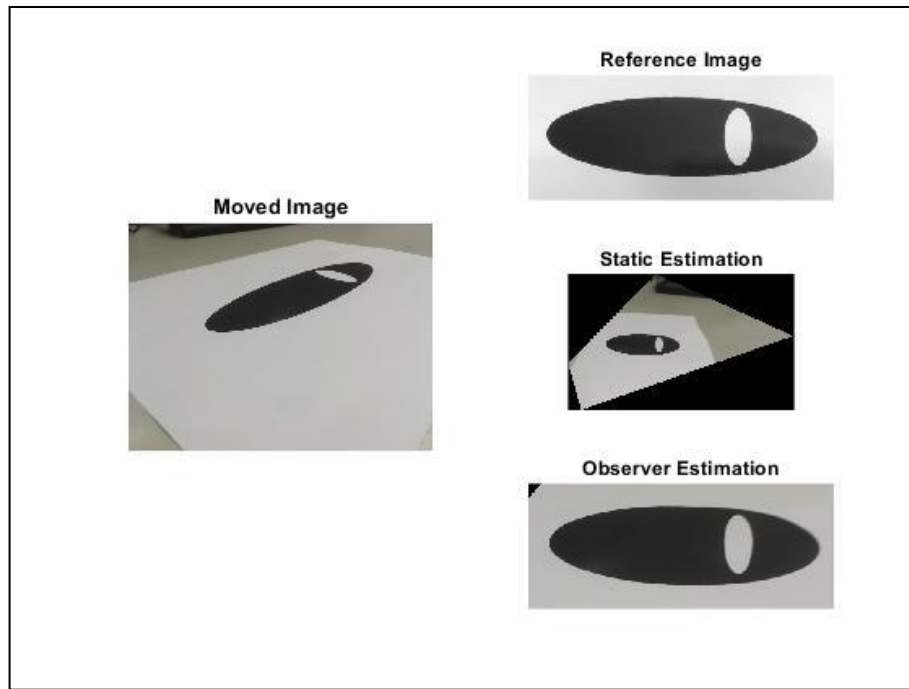 Reference Image
Moved Image
Static Estimation
Observer Estimation